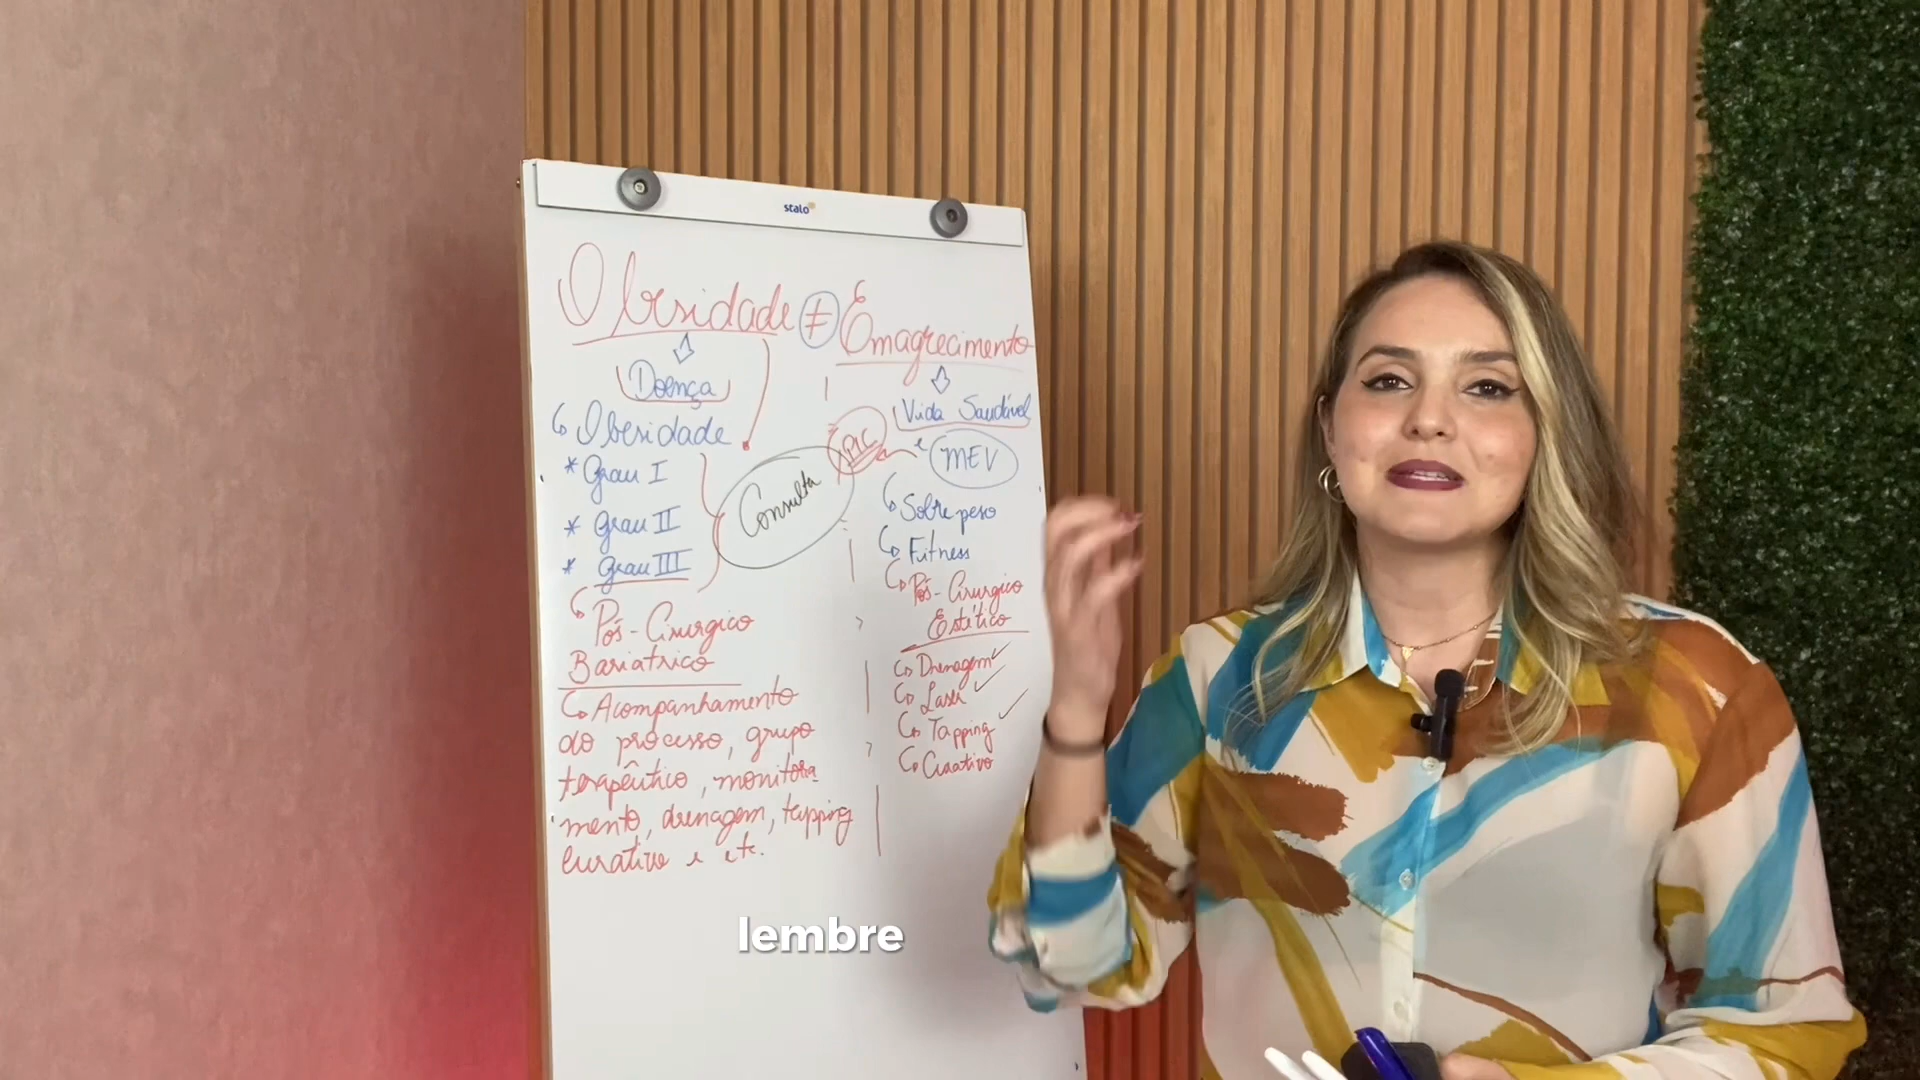 stalo
Obesidade ≠ Emagrecimento
Doença
Obesidade
* Grau I
* Grau II
* Grau III
Pós-Cirurgico
Bariatrico
Acompanhamento
do processo, grupo
terapêutico, monitora
mento, drenagem, tapping
curativo e etc.
Consulta
PIC
Vida Saudável
e MEV
Sobrepeso
Fitness
Pós-Cirurgico
Estético
Drenagem ✓
Laser ✓
Tapping ✓
Curativo
lembre